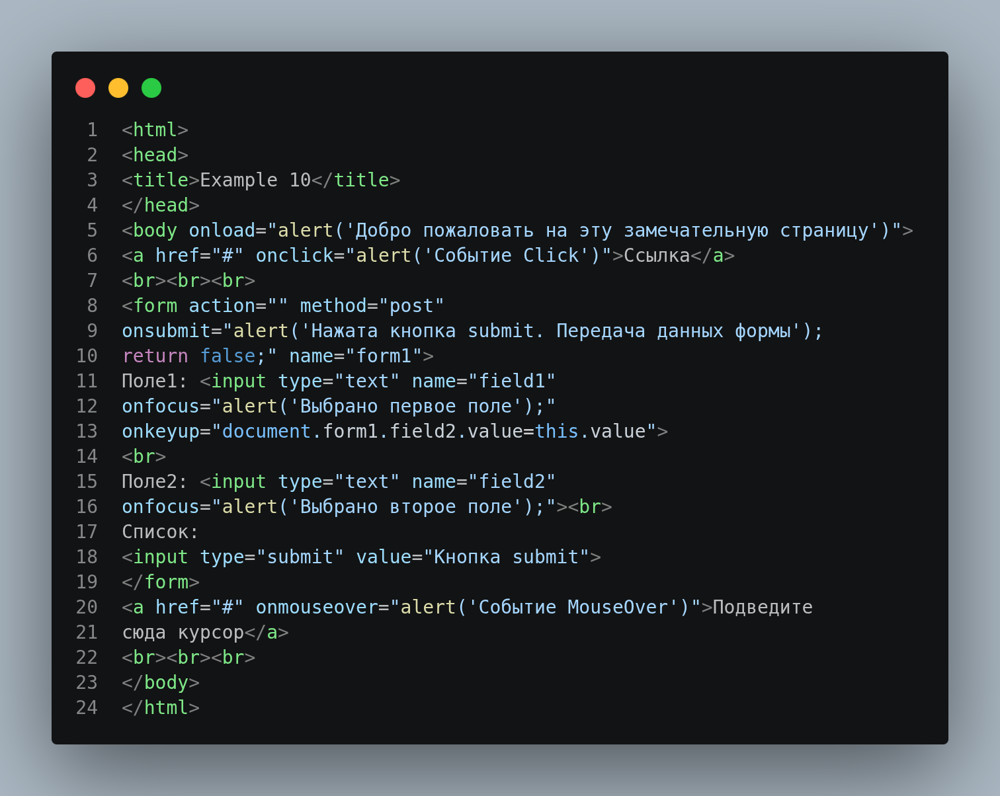 1 <html>
2 <head>
3 <title>Example 10</title>
4 </head>
5 <body onload="alert('Добро пожаловать на эту замечательную страницу')">
6 <a href="#" onclick="alert('Событие Click')">Ссылка</a>
7 <br><br><br>
8 <form action="" method="post"
9 onsubmit="alert('Нажата кнопка submit. Передача данных формы');
10 return false;" name="form1">
11 Поле1: <input type="text" name="field1"
12 onfocus="alert('Выбрано первое поле');"
13 onkeyup="document.form1.field2.value=this.value">
14 <br>
15 Поле2: <input type="text" name="field2"
16 onfocus="alert('Выбрано второе поле');"><br>
17 Список:
18 <input type="submit" value="Кнопка submit">
19 </form>
20 <a href="#" onmouseover="alert('Событие MouseOver')">Подведите
21 сюда курсор</a>
22 <br><br><br>
23 </body>
24 </html>